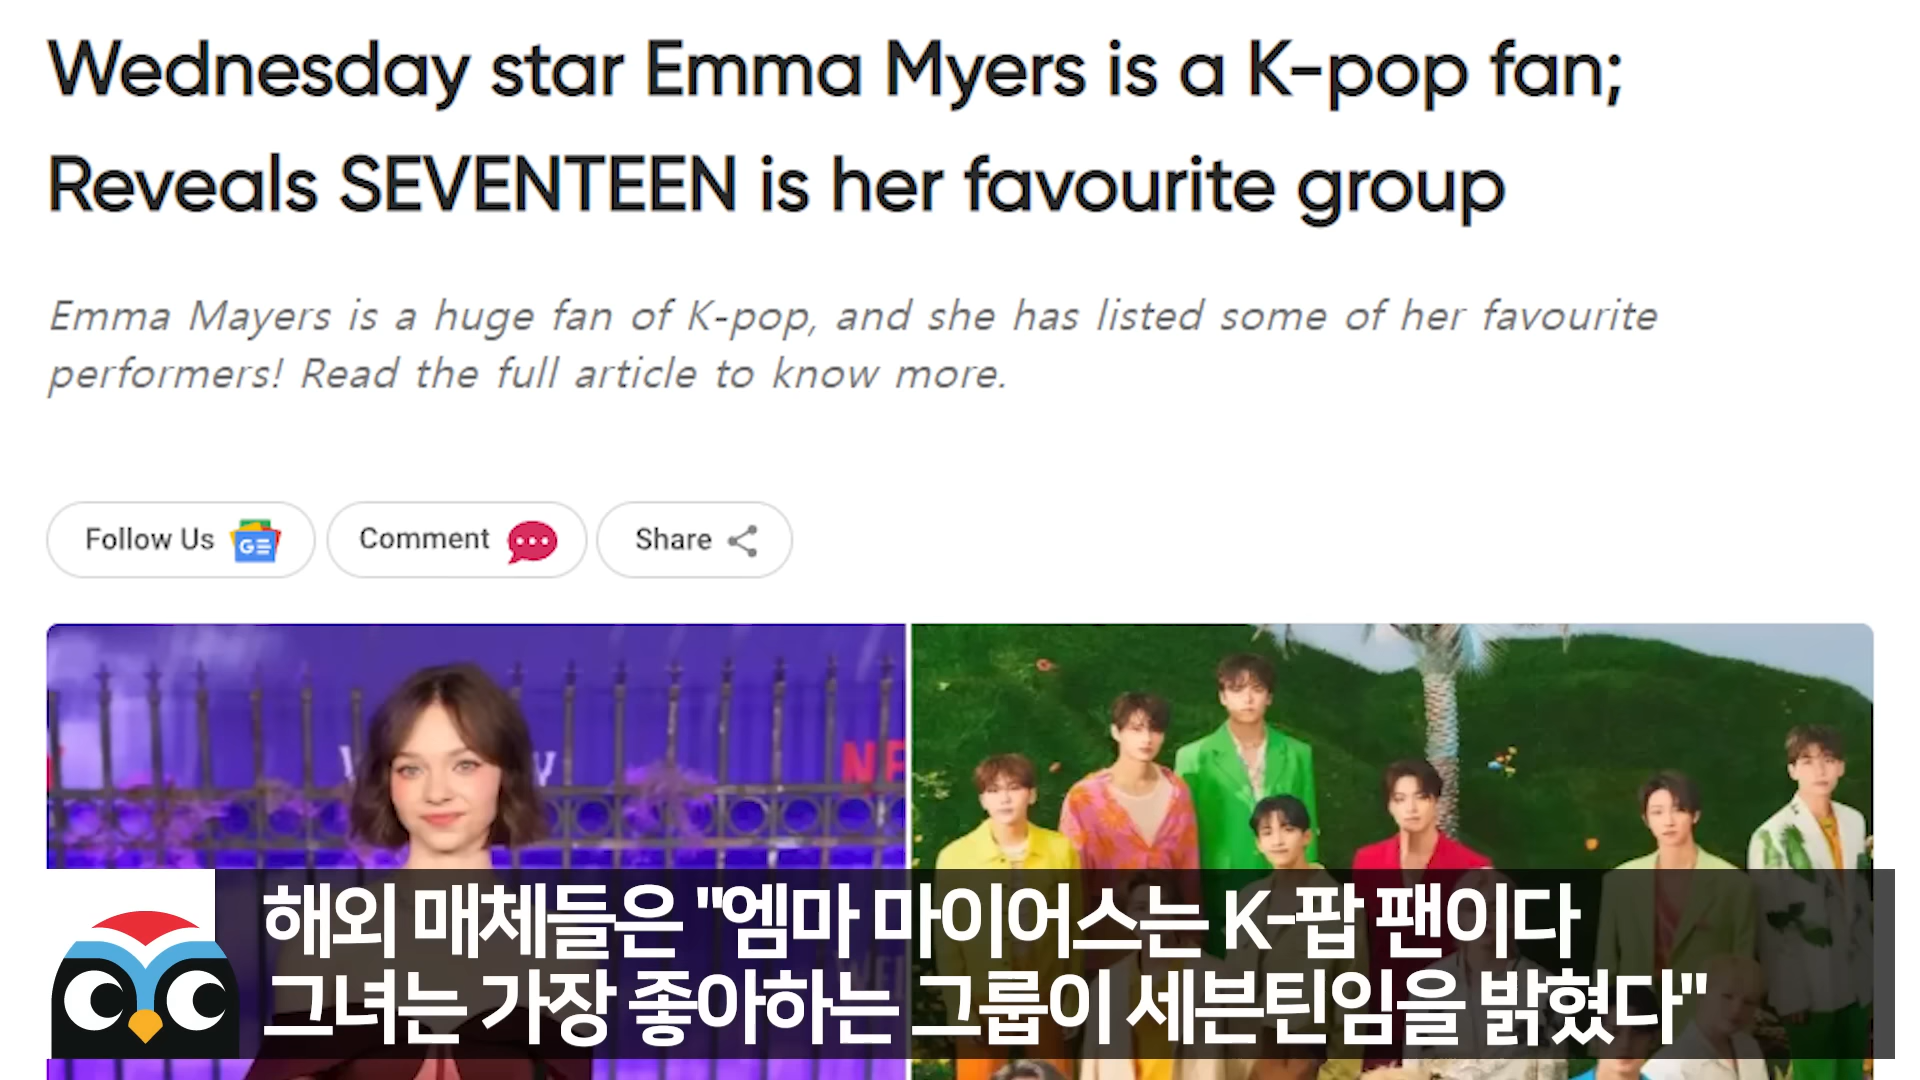 Wednesday star Emma Myers is a K-pop fan;
Reveals SEVENTEEN is her favourite group
Emma Mayers is a huge fan of K-pop, and she has listed some of her favourite
performers! Read the full article to know more.
Follow Us GE Comment Share
해외 매체들은 "엠마 마이어스는 K-팝 팬이다
그녀는 가장 좋아하는 그룹이 세븐틴임을 밝혔다"